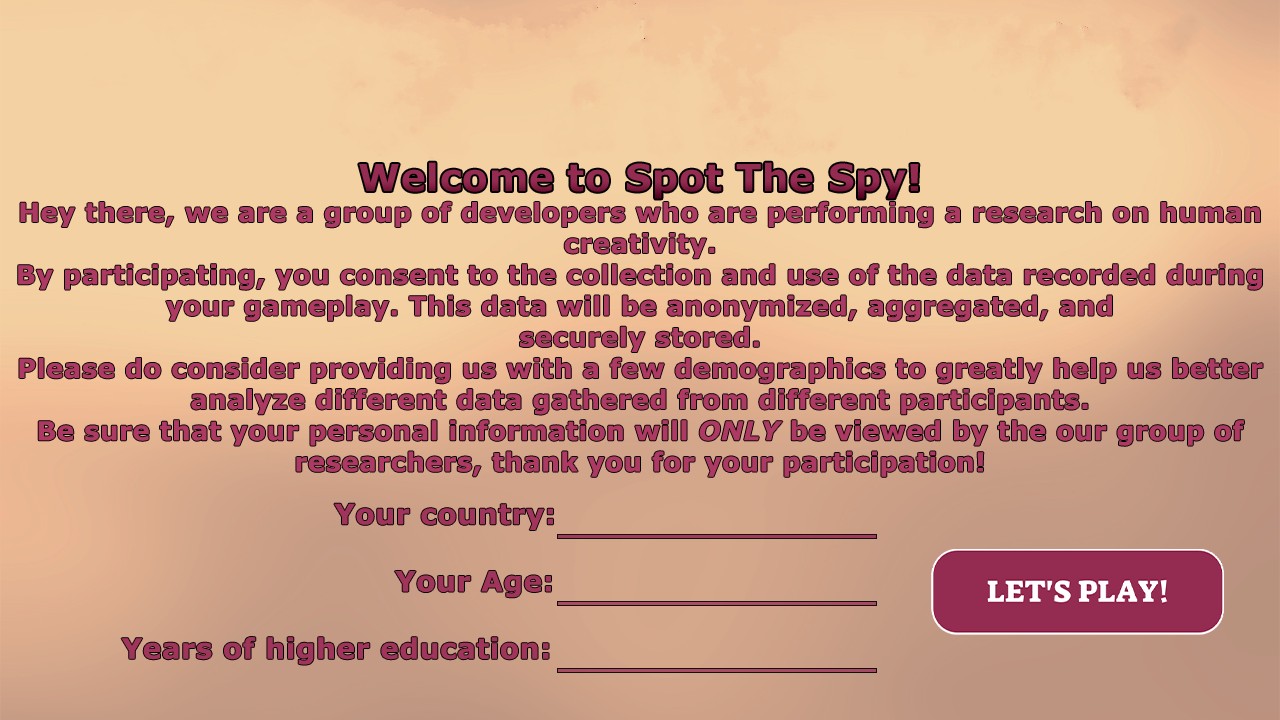 Welcome to Spot The Spy!
Hey there, we are a group of developers who are performing a research on human
creativity.
By participating, you consent to the collection and use of the data recorded during
your gameplay. This data will be anonymized, aggregated, and
securely stored.
Please do consider providing us with a few demographics to greatly help us better
analyze different data gathered from different participants.
Be sure that your personal information will ONLY be viewed by the our group of
researchers, thank you for your participation!
Your country:
Your Age:
LET'S PLAY!
Years of higher education: